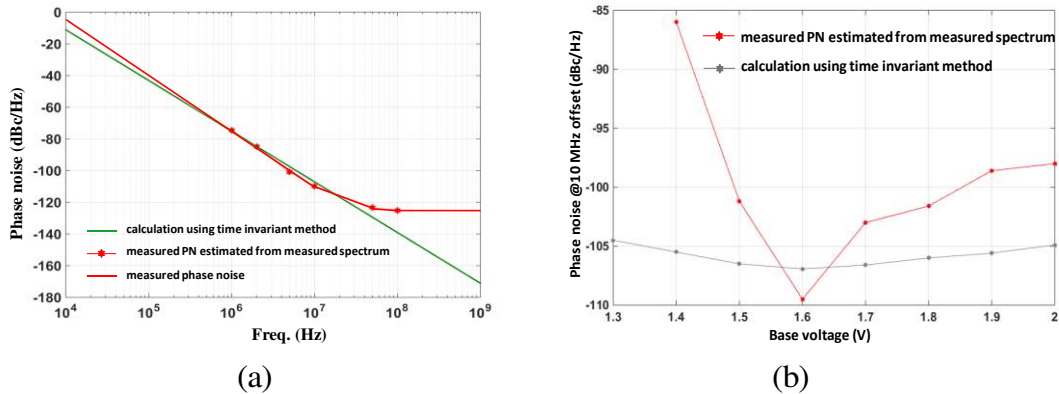 0
-20
-40
-60
-80
-100
-120
-140
-160
-180
Phase noise (dBc/Hz)
calculation using time invariant method
measured PN estimated from measured spectrum
measured phase noise
10^4 10^5 10^6 10^7 10^8 10^9
Freq. (Hz)
(a)
-85
-90
-95
-100
-105
-110
Phase noise @10 MHz offset (dBc/Hz)
measured PN estimated from measured spectrum
calculation using time invariant method
1.3 1.4 1.5 1.6 1.7 1.8 1.9 2
Base voltage (V)
(b)